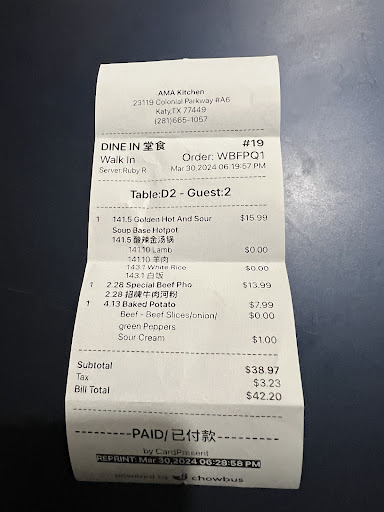 AMA Kitchen
23119 Colonial Parkway #A6
Katy,TX 77449
(281)665-1057
DINE IN 堂食 #19
Walk In Order: WBFPQ1
Server:Ruby R Mar 30 2024 06:19:57 PM
Table:D2 - Guest:2
1 141.5 Golden Hot And Sour $15.99
Soup Base Hotpot
141.5 酸辣金汤锅
141.10 Lamb $0.00
141.10 羊肉
143.1 White Rice $0.00
143.1 白饭
1 2.28 Special Beef Pho $13.99
2.28 招牌牛肉河粉
1 4.13 Baked Potato $7.99
Beef - Beef Slices/onion/ $0.00
green Peppers
Sour Cream $1.00
Subtotal $38.97
Tax $3.23
Bill Total $42.20
PAID/已付款
by CardPresent
REPRINT: Mar 30,2024 06:28:58 PM
powered by chowbus